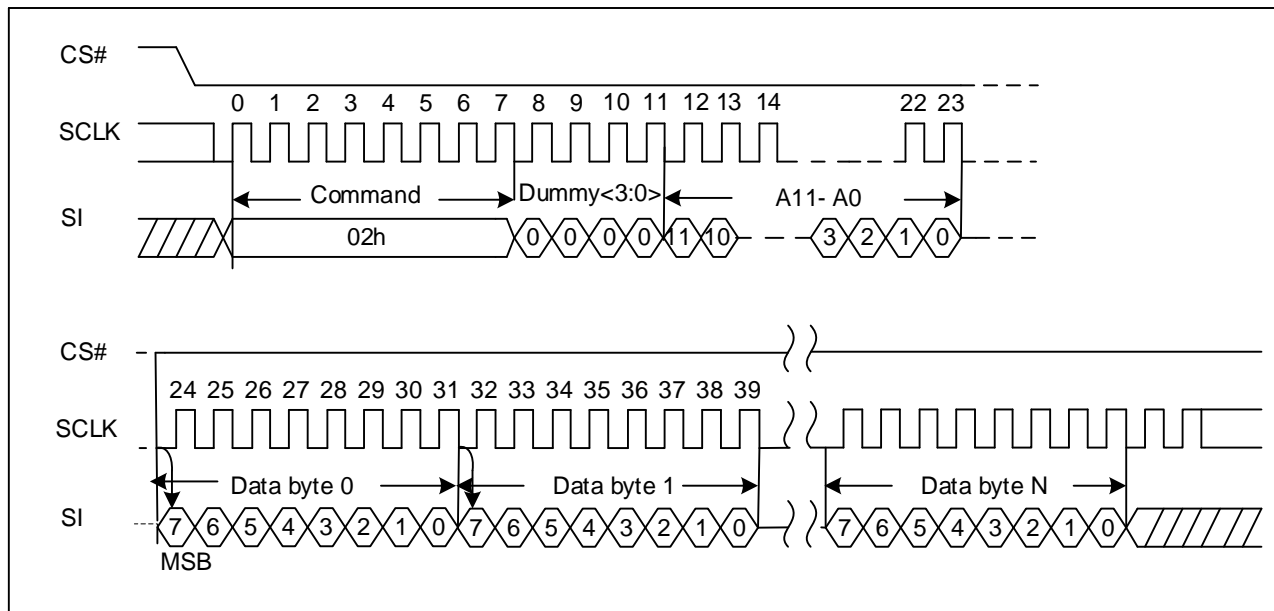 CS#
0 1 2 3 4 5 6 7 8 9 10 11 12 13 14 22 23
SCLK
Command Dummy<3:0> A11- A0
SI
02h 0 0 0 0 11 10 3 2 1 0
CS#
24 25 26 27 28 29 30 31 32 33 34 35 36 37 38 39
SCLK
Data byte 0 Data byte 1 Data byte N
SI
7 6 5 4 3 2 1 0 7 6 5 4 3 2 1 0 7 6 5 4 3 2 1 0
MSB